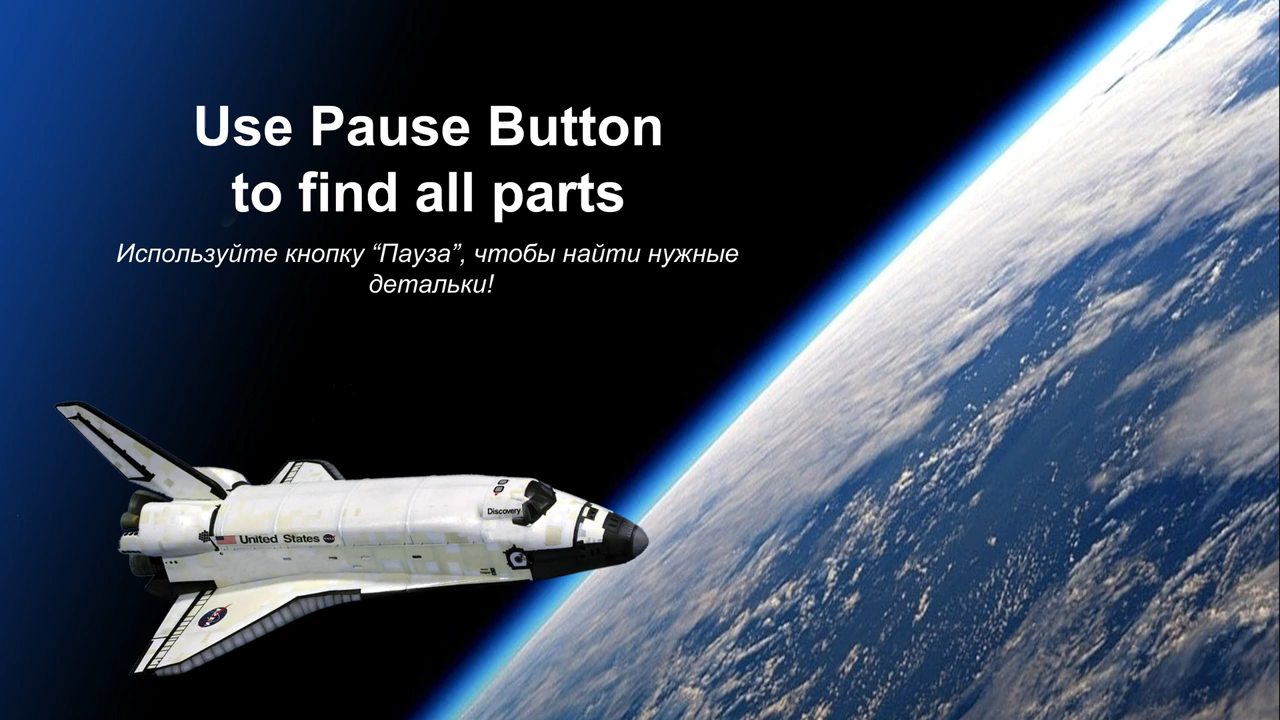 Use Pause Button
to find all parts
Используйте кнопку “Пауза”, чтобы найти нужные
детальки!
Discovery
United States